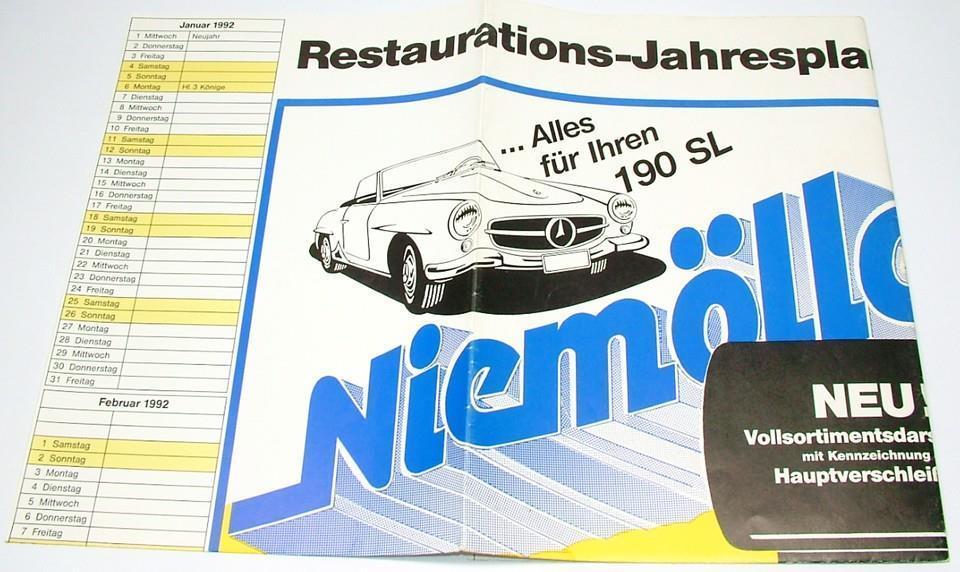 Januar 1992
1 Mittwoch Neujahr
2 Donnerstag
3 Freitag
4 Samstag
5 Sonntag
6 Montag Hl. 3 Könige
7 Dienstag
8 Mittwoch
9 Donnerstag
10 Freitag
11 Samstag
12 Sonntag
13 Montag
14 Dienstag
15 Mittwoch
16 Donnerstag
17 Freitag
18 Samstag
19 Sonntag
20 Montag
21 Dienstag
22 Mittwoch
23 Donnerstag
24 Freitag
25 Samstag
26 Sonntag
27 Montag
28 Dienstag
29 Mittwoch
30 Donnerstag
31 Freitag
Februar 1992
1 Samstag
2 Sonntag
3 Montag
4 Dienstag
5 Mittwoch
6 Donnerstag
7 Freitag
Restaurations-Jahrespla
... Alles
für Ihren
190 SL
Niemölle
NEU
Vollsortimentsdars
mit Kennzeichnung
Hauptverschleiß